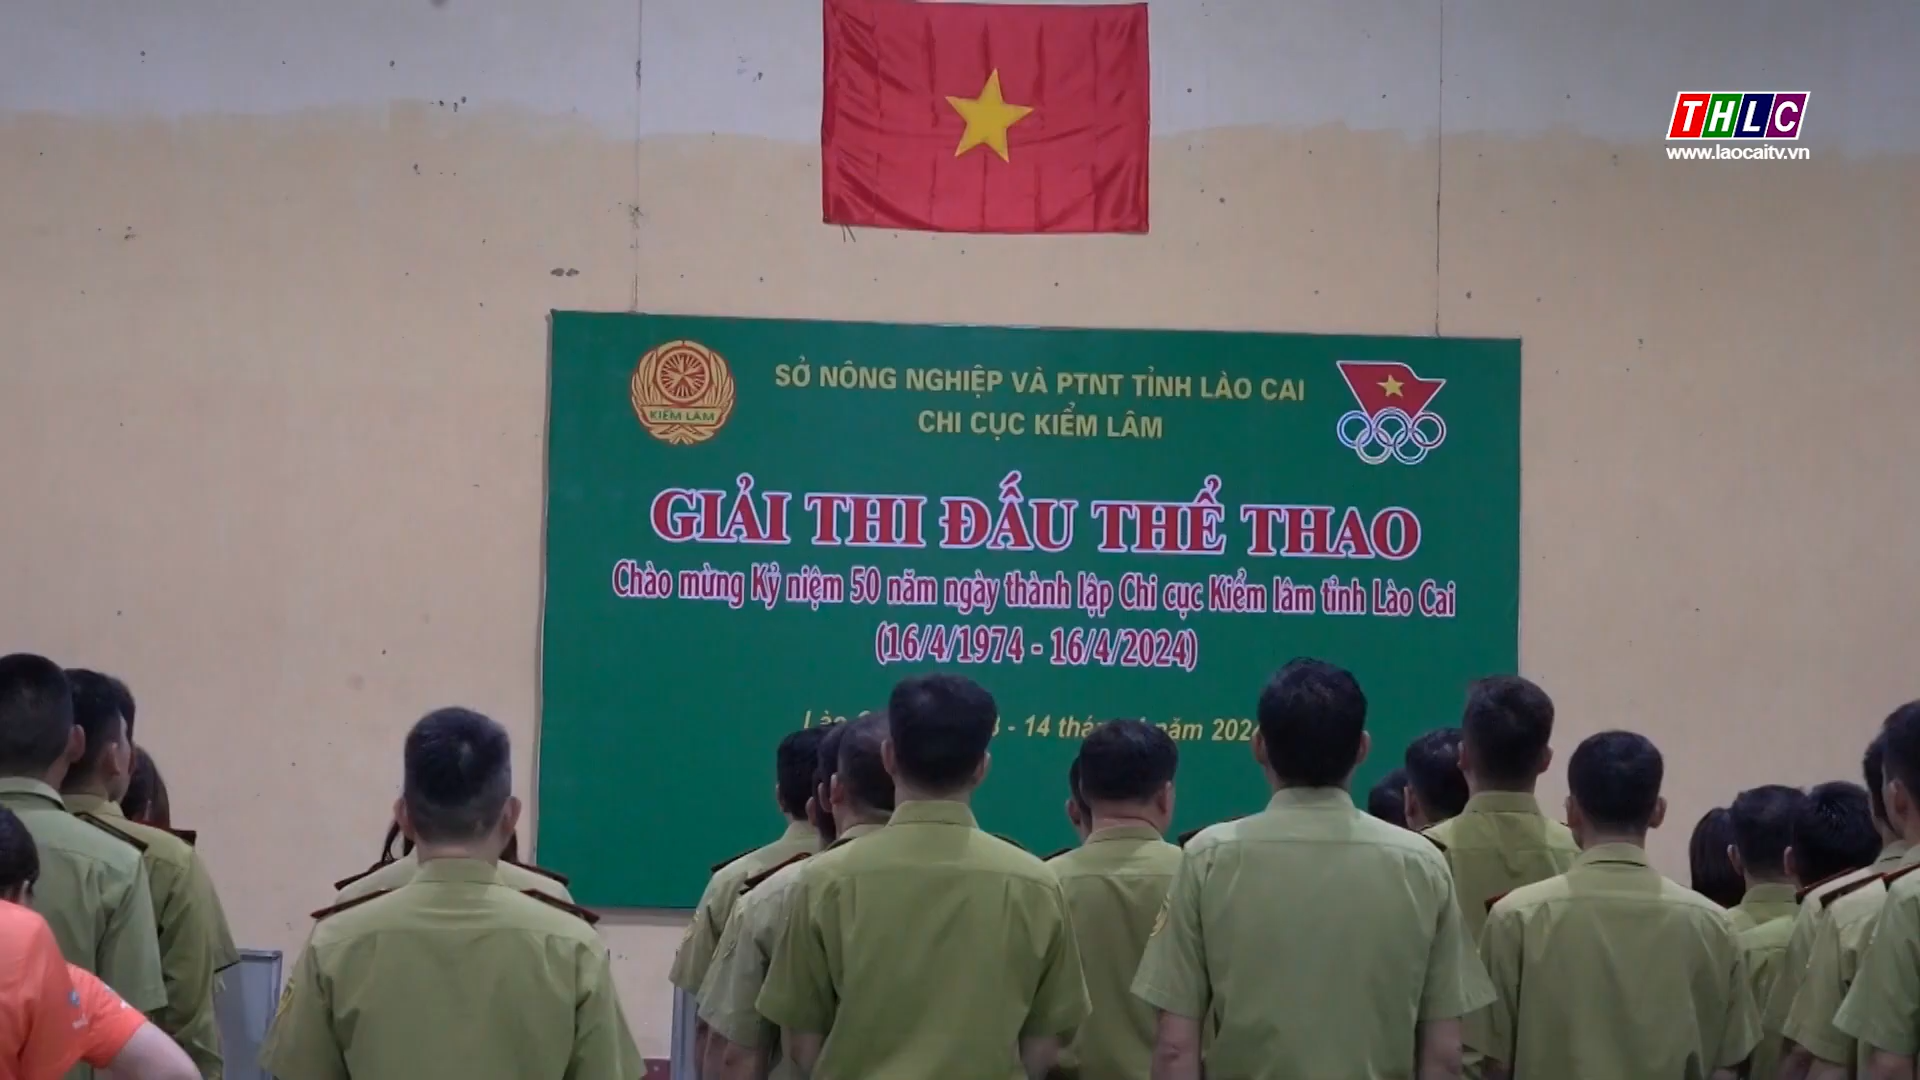 THLC
www.laocaitv.vn
KIỂM LÂM
SỞ NÔNG NGHIỆP VÀ PTNT TỈNH LÀO CAI
CHI CỤC KIỂM LÂM
GIẢI THI ĐẤU THỂ THAO
Chào mừng Kỷ niệm 50 năm ngày thành lập Chi cục Kiểm lâm tỉnh Lào Cai
(16/4/1974 - 16/4/2024)
Lào - 14 năm 2024